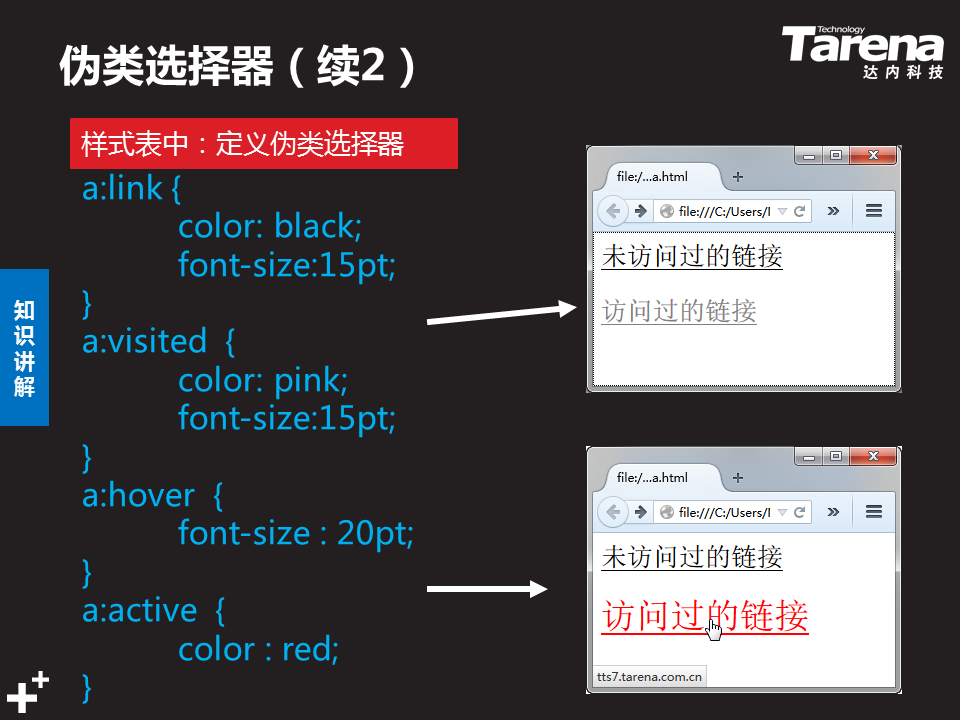 伪类选择器（续2）
Technology
Tarena
达内科技
样式表中：定义伪类选择器
a:link {
color: black;
font-size:15pt;
}
a:visited {
color: pink;
font-size:15pt;
}
a:hover {
font-size : 20pt;
}
a:active {
color : red;
}
知识讲解
file:/...a.html
file:///C:/Users/I
未访问过的链接
访问过的链接
file:/...a.html
file:///C:/Users/I
未访问过的链接
访问过的链接
tts7.tarena.com.cn